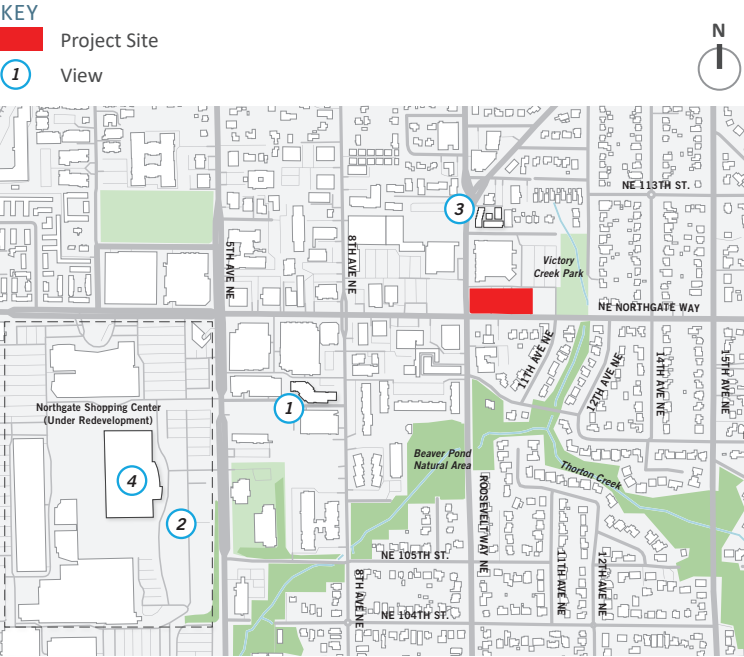 KEY
Project Site
1 View
N
NE 113TH ST.
3
5TH AVE NE
8TH AVE NE
Victory
Creek Park
NE NORTHGATE WAY
11TH AVE NE
12TH AVE NE
14TH AVE NE
15TH AVE NE
Northgate Shopping Center
(Under Redevelopment)
1
Beaver Pond
Natural Area
4
2
ROOSEVELT WAY NE
Thorton Creek
NE 105TH ST.
8TH AVE NE
11TH AVE NE
12TH AVE NE
NE 104TH ST.